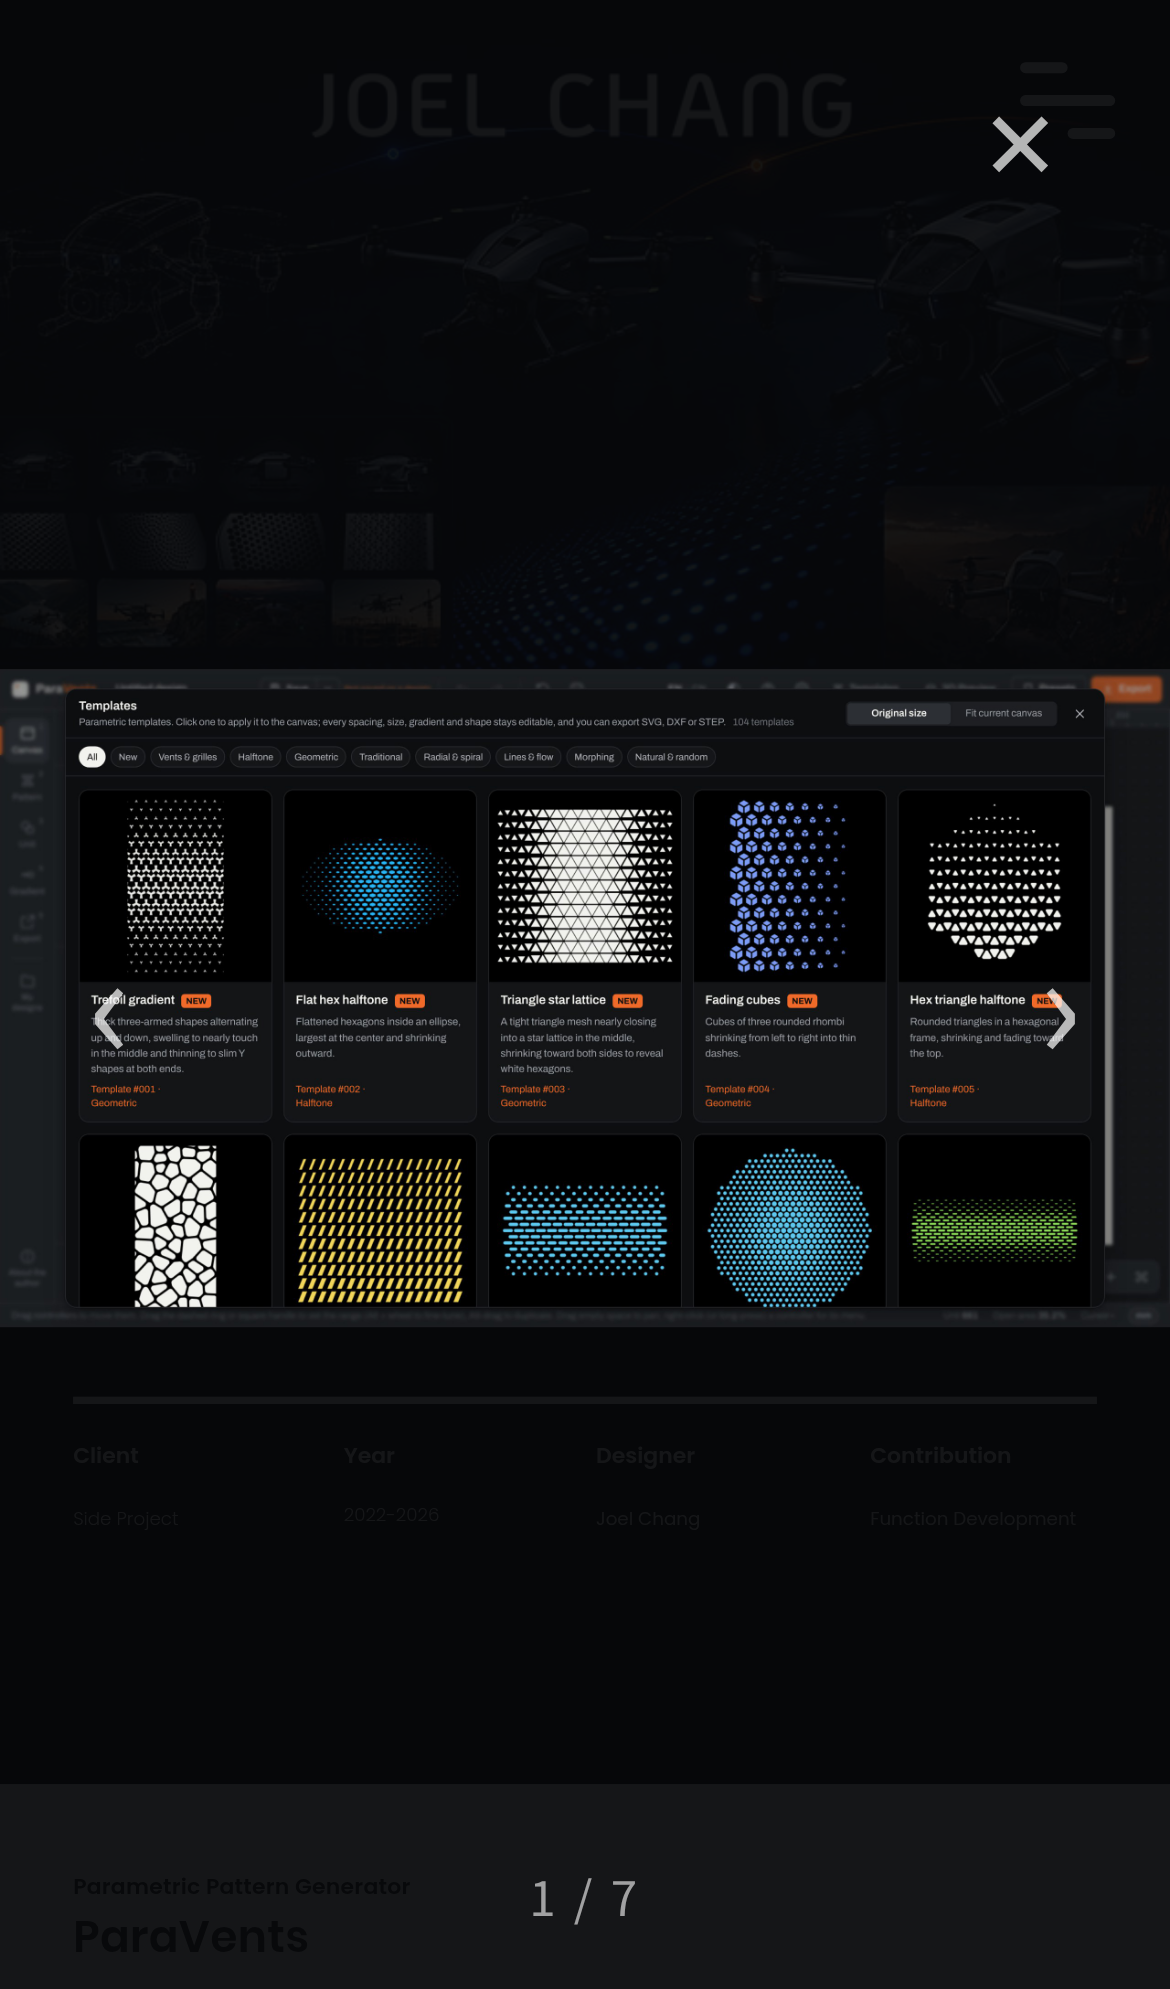 JOEL CHANG
Export
Templates
Parametric templates. Click one to apply it to the canvas; every spacing, size, gradient and shape stays editable, and you can export SVG, DXF or STEP. 104 templates
Original size
Fit current canvas
All
New
Vents & grilles
Halftone
Geometric
Traditional
Radial & spiral
Lines & flow
Morphing
Natural & random
Trefoil gradient NEW
Thick three-armed shapes alternating
up and down, swelling to nearly touch
in the middle and thinning to slim Y
shapes at both ends.
Template #001 ·
Geometric
Flat hex halftone NEW
Flattened hexagons inside an ellipse,
largest at the center and shrinking
outward.
Template #002 ·
Halftone
Triangle star lattice NEW
A tight triangle mesh nearly closing
into a star lattice in the middle,
shrinking toward both sides to reveal
white hexagons.
Template #003 ·
Geometric
Fading cubes NEW
Cubes of three rounded rhombi
shrinking from left to right into thin
dashes.
Template #004 ·
Geometric
Hex triangle halftone NEW
Rounded triangles in a hexagonal
frame, shrinking and fading toward
the top.
Template #005 ·
Halftone
Client
Year
Designer
Contribution
Side Project
2022-2026
Joel Chang
Function Development
Parametric Pattern Generator
1 / 7
ParaVents